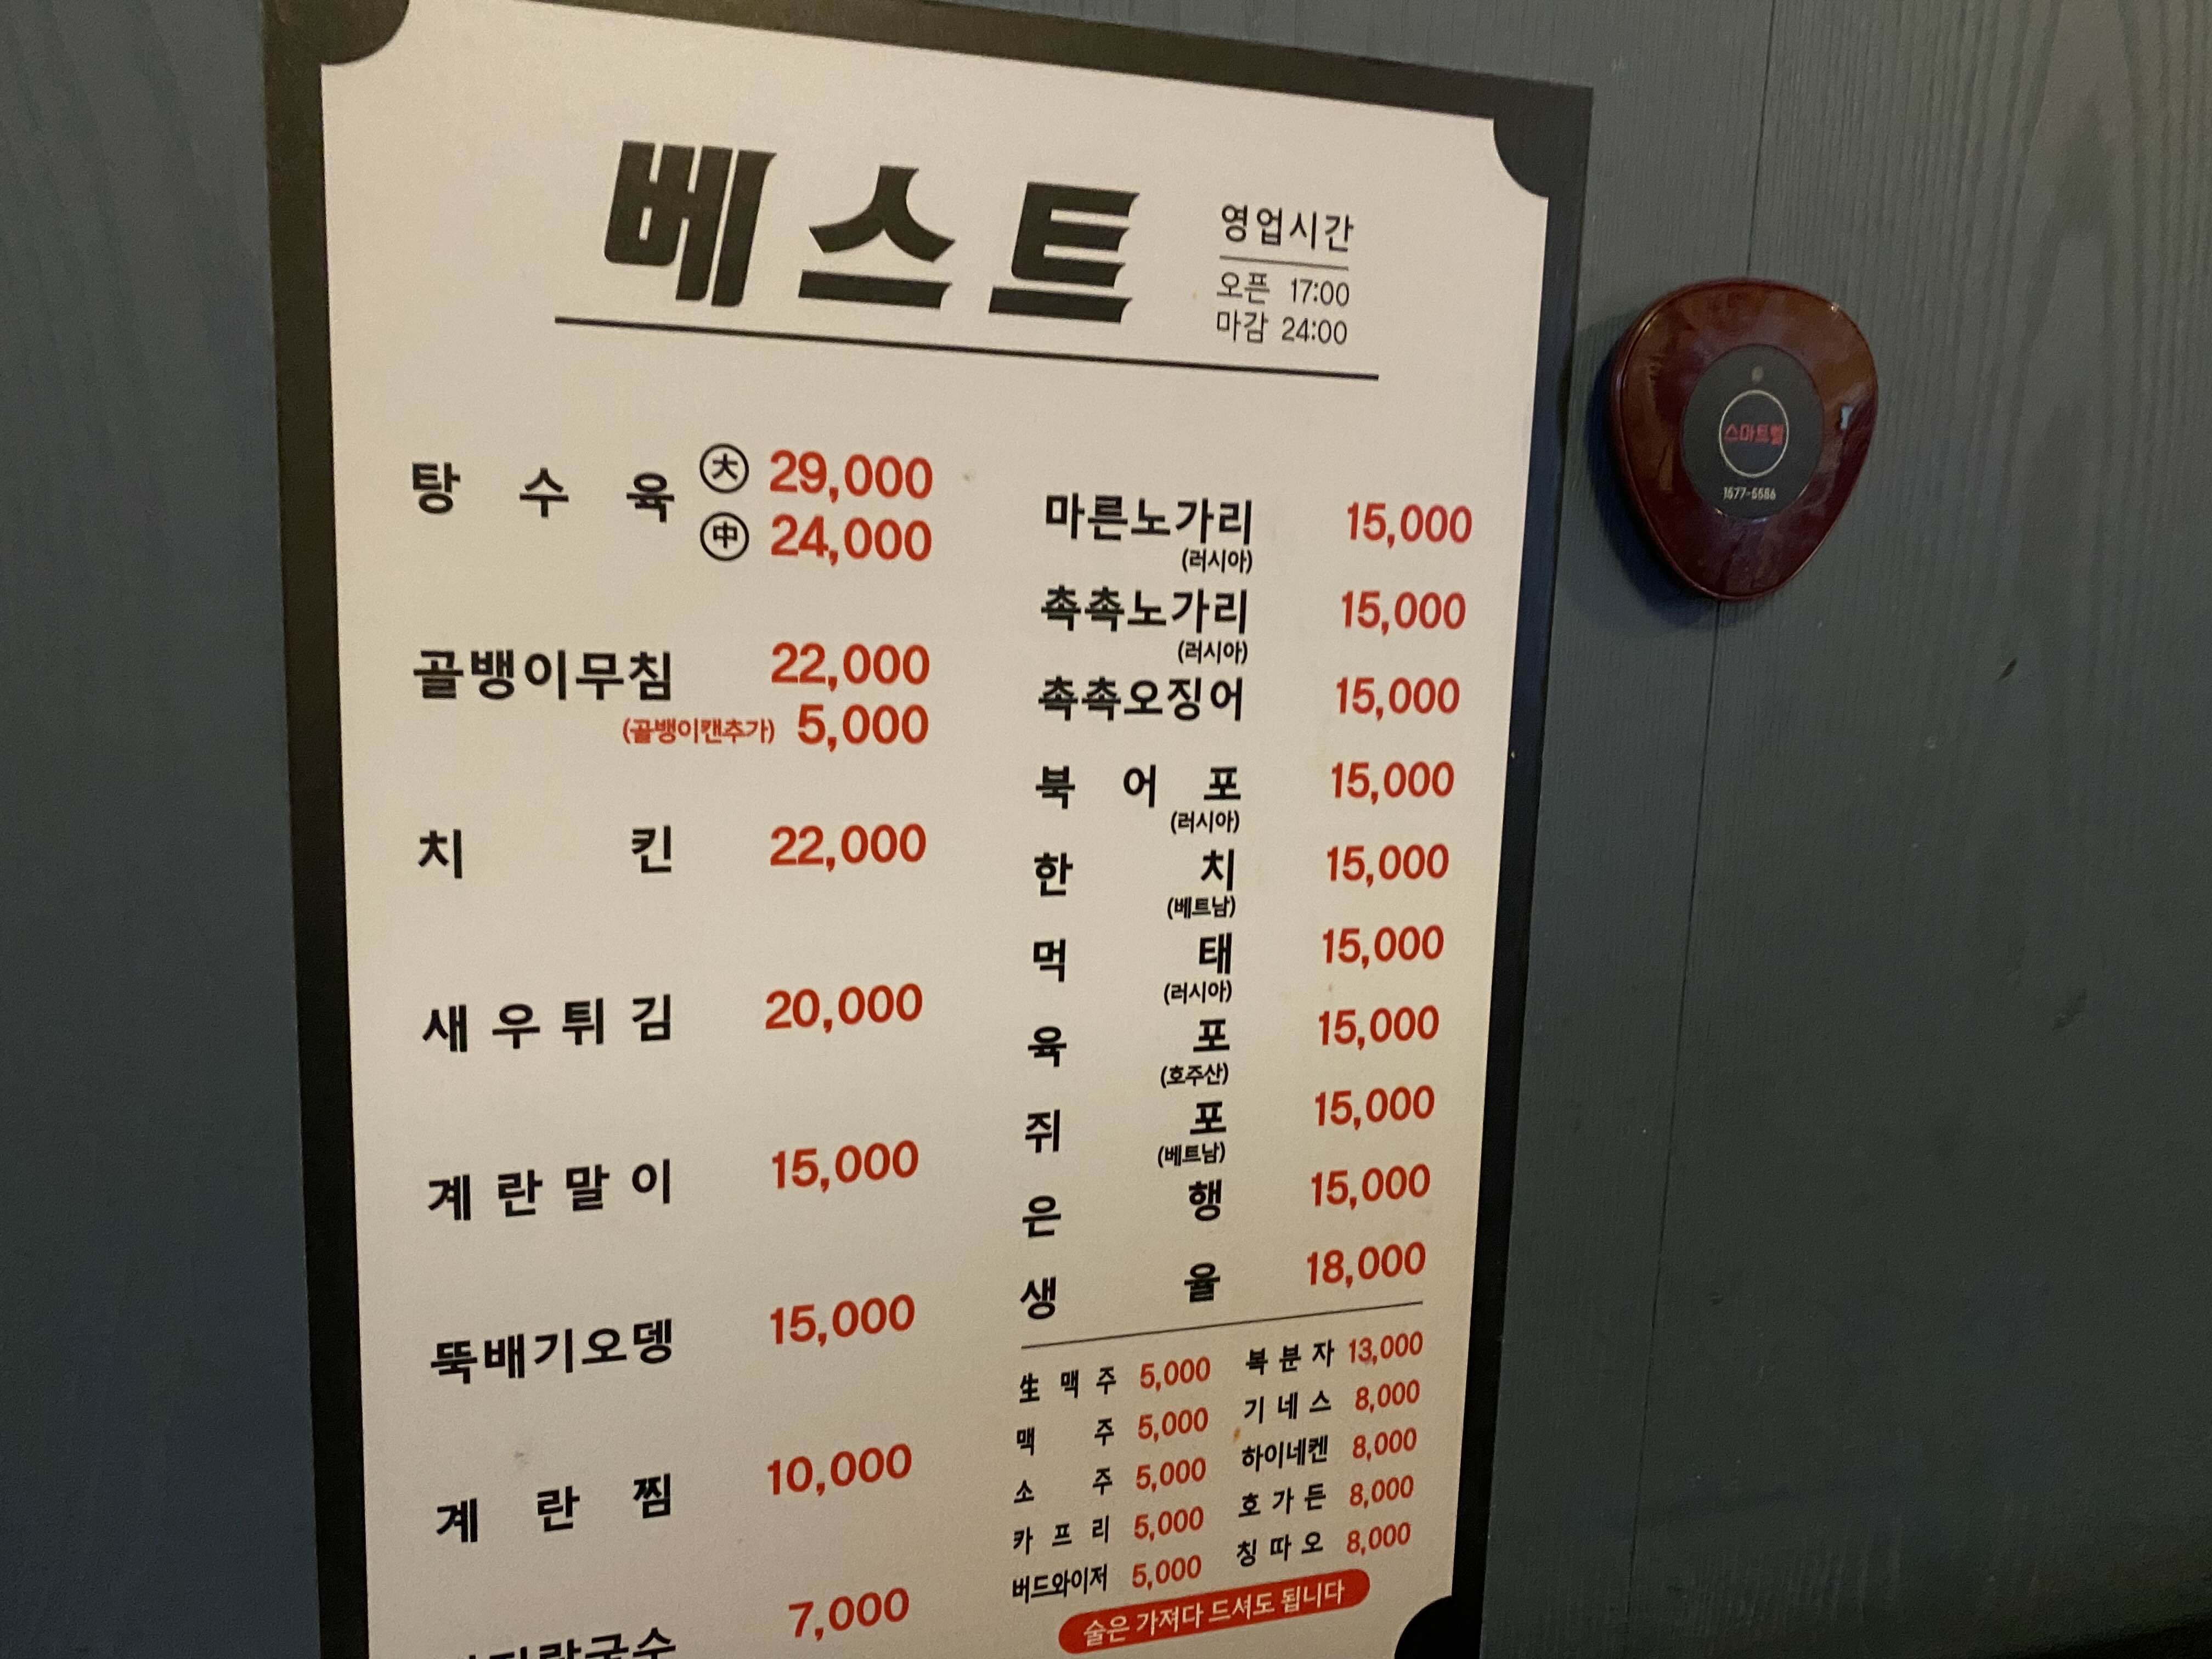 베스트
영업시간
오픈 17:00
마감 24:00
탕수육 大 29,000
中 24,000
골뱅이무침 22,000
(골뱅이캔추가) 5,000
치킨 22,000
새우튀김 20,000
계란말이 15,000
뚝배기오뎅 15,000
계란찜 10,000
7,000
마른노가리 15,000
(러시아)
촉촉노가리 15,000
(러시아)
촉촉오징어 15,000
북어포 15,000
(러시아)
한치 15,000
(베트남)
먹태 15,000
(러시아)
육포 15,000
(호주산)
쥐포 15,000
(베트남)
은행 15,000
생율 18,000
生맥주 5,000
맥주 5,000
소주 5,000
카프리 5,000
버드와이저 5,000
복분자 13,000
기네스 8,000
하이네켄 8,000
호가든 8,000
칭따오 8,000
술은 가져다 드셔도 됩니다
스마트벨
1577-5586